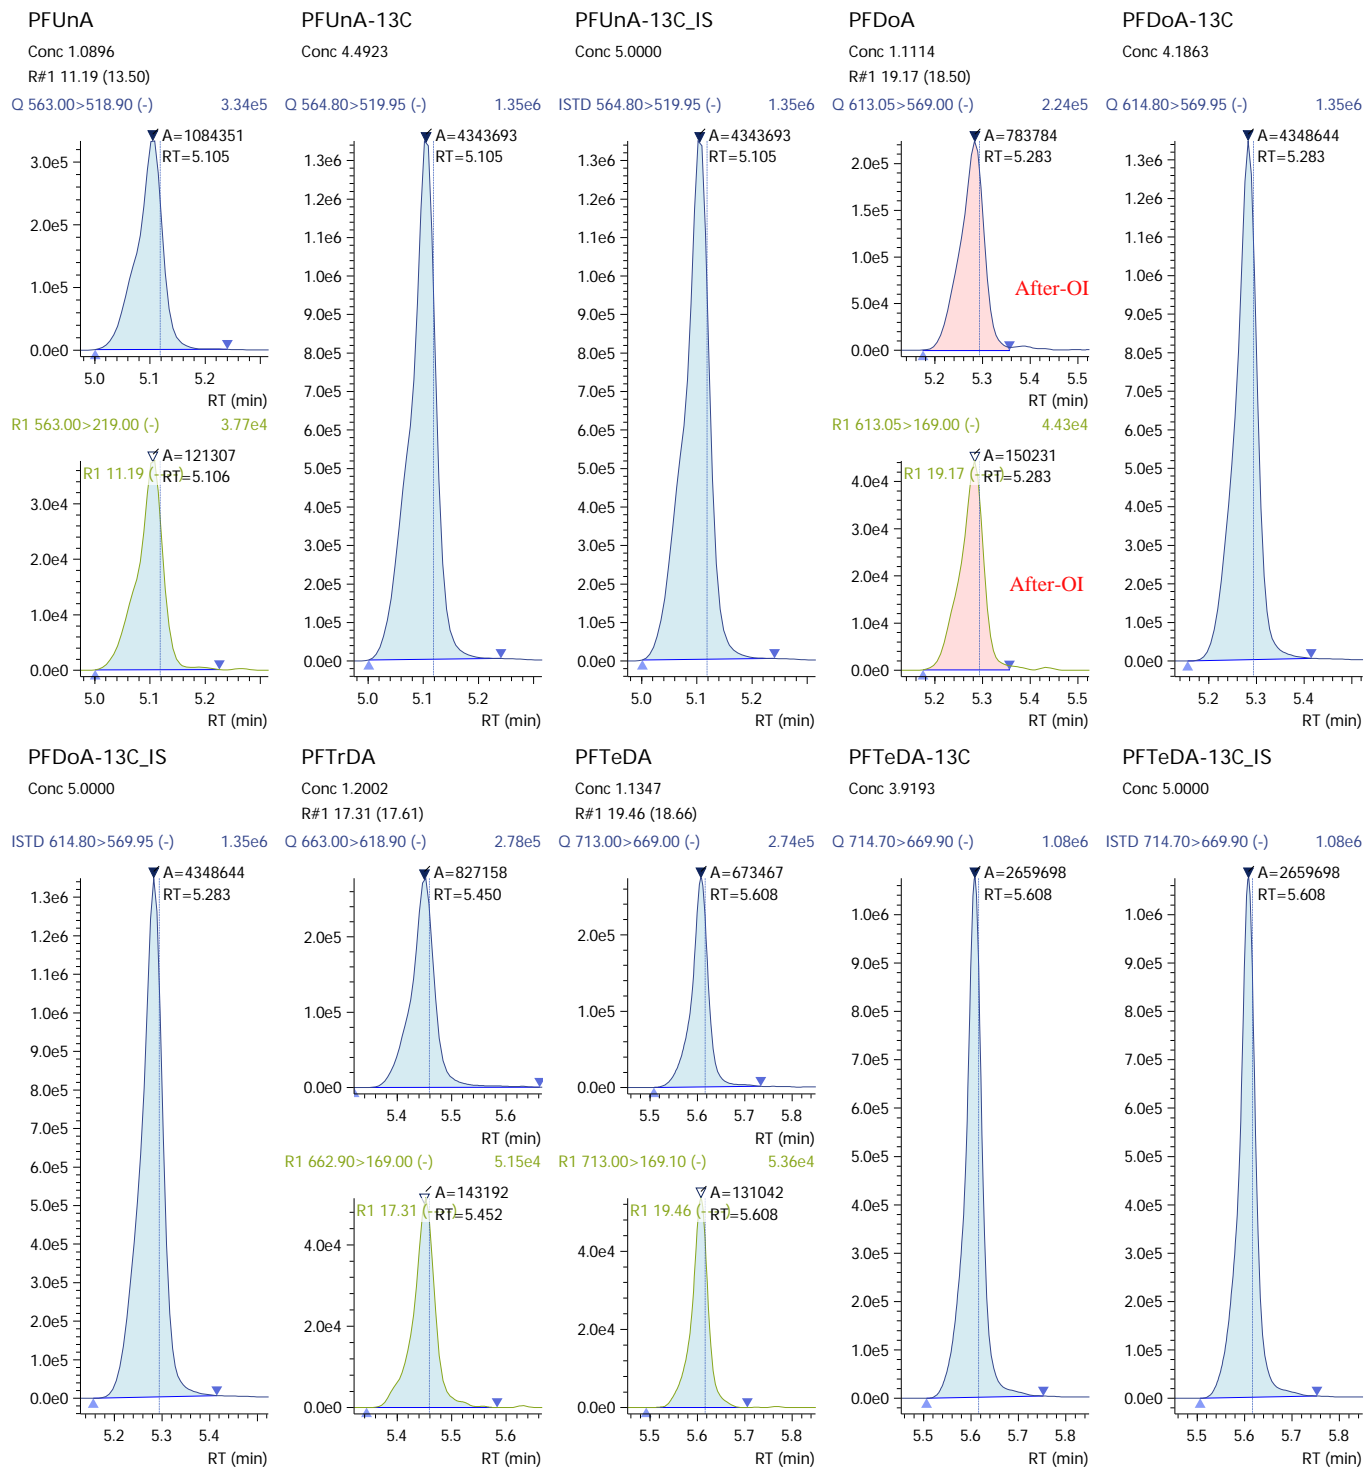 PFUnA
Conc 1.0896
R#1 11.19 (13.50)
Q 563.00>518.90 (-) 3.34e5
A=1084351
RT=5.105
3.0e5
2.0e5
1.0e5
0.0e0
5.0 5.1 5.2
RT (min)
R1 563.00>219.00 (-) 3.77e4
A=121307
R1 11.19 (
RT=5.106
3.0e4
2.0e4
1.0e4
0.0e0
5.0 5.1 5.2
RT (min)
PFUnA-13C
Conc 4.4923
Q 564.80>519.95 (-) 1.35e6
A=4343693
RT=5.105
1.3e6
1.2e6
1.1e6
1.0e6
9.0e5
8.0e5
7.0e5
6.0e5
5.0e5
4.0e5
3.0e5
2.0e5
1.0e5
0.0e0
5.0 5.1 5.2
RT (min)
PFUnA-13C_IS
Conc 5.0000
ISTD 564.80>519.95 (-) 1.35e6
A=4343693
RT=5.105
1.3e6
1.2e6
1.1e6
1.0e6
9.0e5
8.0e5
7.0e5
6.0e5
5.0e5
4.0e5
3.0e5
2.0e5
1.0e5
0.0e0
5.0 5.1 5.2
RT (min)
PFDoA
Conc 1.1114
R#1 19.17 (18.50)
Q 613.05>569.00 (-) 2.24e5
A=783784
RT=5.283
2.0e5
1.5e5
1.0e5
5.0e4
0.0e0
After-OI
5.2 5.3 5.4 5.5
RT (min)
R1 613.05>169.00 (-) 4.43e4
A=150231
R1 19.17 (
RT=5.283
4.0e4
3.0e4
2.0e4
1.0e4
0.0e0
After-OI
5.2 5.3 5.4 5.5
RT (min)
PFDoA-13C
Conc 4.1863
Q 614.80>569.95 (-) 1.35e6
A=4348644
RT=5.283
1.3e6
1.2e6
1.1e6
1.0e6
9.0e5
8.0e5
7.0e5
6.0e5
5.0e5
4.0e5
3.0e5
2.0e5
1.0e5
0.0e0
5.2 5.3 5.4
RT (min)
PFDoA-13C_IS
Conc 5.0000
ISTD 614.80>569.95 (-) 1.35e6
A=4348644
RT=5.283
1.3e6
1.2e6
1.1e6
1.0e6
9.0e5
8.0e5
7.0e5
6.0e5
5.0e5
4.0e5
3.0e5
2.0e5
1.0e5
0.0e0
5.2 5.3 5.4
RT (min)
PFTrDA
Conc 1.2002
R#1 17.31 (17.61)
Q 663.00>618.90 (-) 2.78e5
A=827158
RT=5.450
2.0e5
1.0e5
0.0e0
5.4 5.5 5.6
RT (min)
R1 662.90>169.00 (-) 5.15e4
A=143192
R1 17.31 (
RT=5.452
4.0e4
2.0e4
0.0e0
5.4 5.5 5.6
RT (min)
PFTeDA
Conc 1.1347
R#1 19.46 (18.66)
Q 713.00>669.00 (-) 2.74e5
A=673467
RT=5.608
2.0e5
1.0e5
0.0e0
5.5 5.6 5.7 5.8
RT (min)
R1 713.00>169.10 (-) 5.36e4
A=131042
R1 19.46 (
RT=5.608
4.0e4
2.0e4
0.0e0
5.5 5.6 5.7 5.8
RT (min)
PFTeDA-13C
Conc 3.9193
Q 714.70>669.90 (-) 1.08e6
A=2659698
RT=5.608
1.0e6
9.0e5
8.0e5
7.0e5
6.0e5
5.0e5
4.0e5
3.0e5
2.0e5
1.0e5
0.0e0
5.5 5.6 5.7 5.8
RT (min)
PFTeDA-13C_IS
Conc 5.0000
ISTD 714.70>669.90 (-) 1.08e6
A=2659698
RT=5.608
1.0e6
9.0e5
8.0e5
7.0e5
6.0e5
5.0e5
4.0e5
3.0e5
2.0e5
1.0e5
0.0e0
5.5 5.6 5.7 5.8
RT (min)